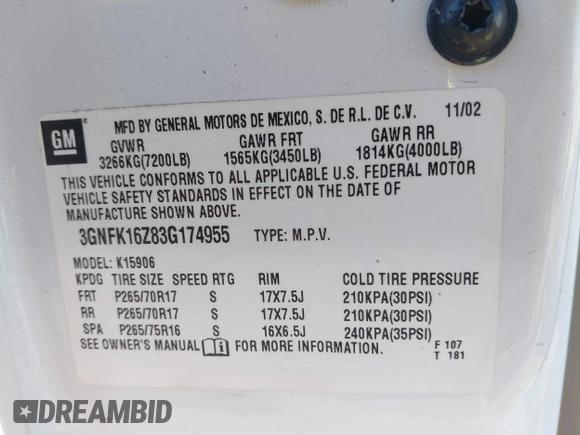 GM
MFD BY GENERAL MOTORS DE MEXICO, S. DE R.L. DE C.V. 11/02
GVWR GAWR FRT GAWR RR
3266KG(7200LB) 1565KG(3450LB) 1814KG(4000LB)
THIS VEHICLE CONFORMS TO ALL APPLICABLE U.S. FEDERAL MOTOR
VEHICLE SAFETY STANDARDS IN EFFECT ON THE DATE OF
MANUFACTURE SHOWN ABOVE.
3GNFK16Z83G174955 TYPE: M.P.V.
MODEL: K15906
KPDG TIRE SIZE SPEED RTG RIM COLD TIRE PRESSURE
FRT P265/70R17 S 17X7.5J 210KPA(30PSI)
RR P265/70R17 S 17X7.5J 210KPA(30PSI)
SPA P265/75R16 S 16X6.5J 240KPA(35PSI)
SEE OWNER'S MANUAL FOR MORE INFORMATION. F 107
T 181
DREAMBID